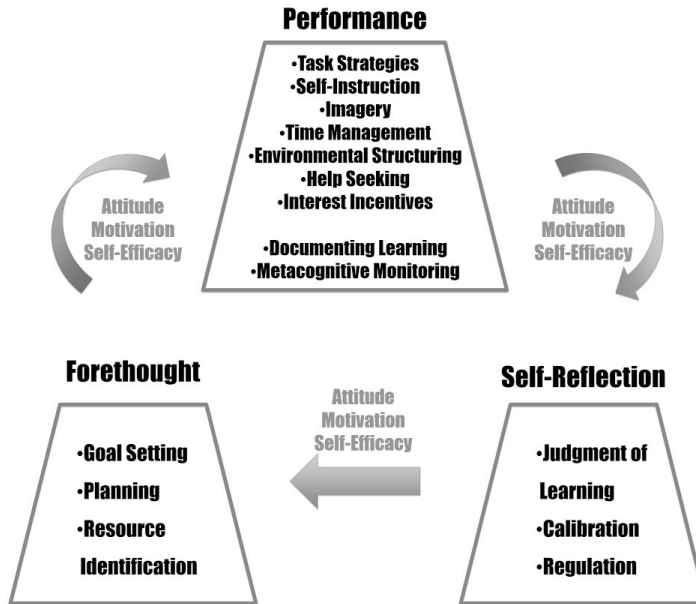 Performance
•Task Strategies
•Self-Instruction
•Imagery
•Time Management
•Environmental Structuring
•Help Seeking
•Interest Incentives
•Documenting Learning
•Metacognitive Monitoring
Attitude
Motivation
Self-Efficacy
Attitude
Motivation
Self-Efficacy
Forethought
•Goal Setting
•Planning
•Resource
Identification
Attitude
Motivation
Self-Efficacy
Self-Reflection
•Judgment of
Learning
•Calibration
•Regulation